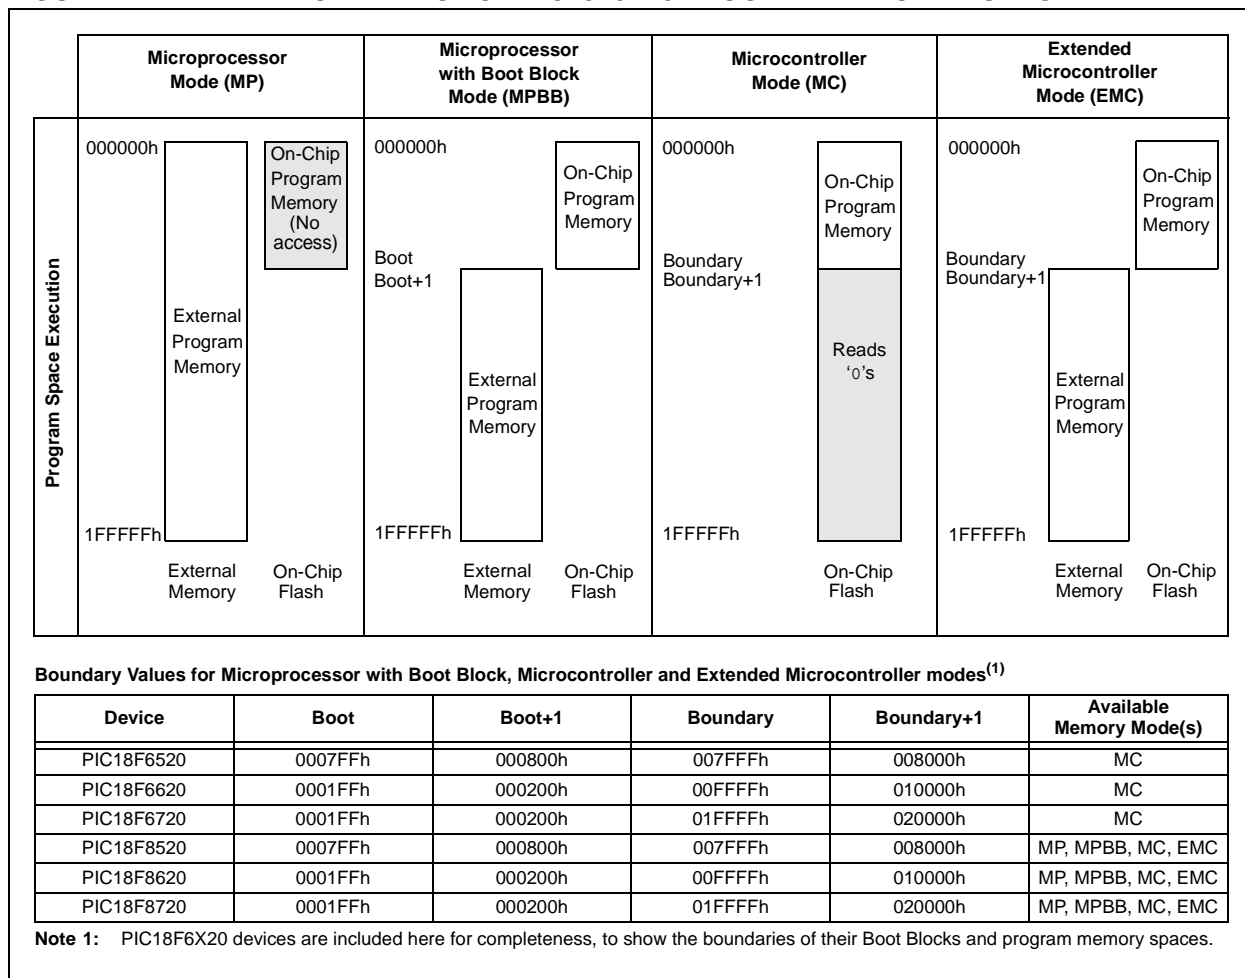 Microprocessor
Mode (MP)
Microprocessor
with Boot Block
Mode (MPBB)
Microcontroller
Mode (MC)
Extended
Microcontroller
Mode (EMC)
Program Space Execution
000000h
On-Chip
Program
Memory
(No
access)
External
Program
Memory
1FFFFFh
External
Memory
On-Chip
Flash
000000h
On-Chip
Program
Memory
Boot
Boot+1
External
Program
Memory
1FFFFFh
External
Memory
On-Chip
Flash
000000h
On-Chip
Program
Memory
Boundary
Boundary+1
Reads
‘0’s
1FFFFFh
On-Chip
Flash
000000h
On-Chip
Program
Memory
Boundary
Boundary+1
External
Program
Memory
1FFFFFh
External
Memory
On-Chip
Flash
Boundary Values for Microprocessor with Boot Block, Microcontroller and Extended Microcontroller modes(1)
Device Boot Boot+1 Boundary Boundary+1 Available Memory Mode(s)
PIC18F6520 0007FFh 000800h 007FFFh 008000h MC
PIC18F6620 0001FFh 000200h 00FFFFh 010000h MC
PIC18F6720 0001FFh 000200h 01FFFFh 020000h MC
PIC18F8520 0007FFh 000800h 007FFFh 008000h MP, MPBB, MC, EMC
PIC18F8620 0001FFh 000200h 00FFFFh 010000h MP, MPBB, MC, EMC
PIC18F8720 0001FFh 000200h 01FFFFh 020000h MP, MPBB, MC, EMC
Note 1: PIC18F6X20 devices are included here for completeness, to show the boundaries of their Boot Blocks and program memory spaces.